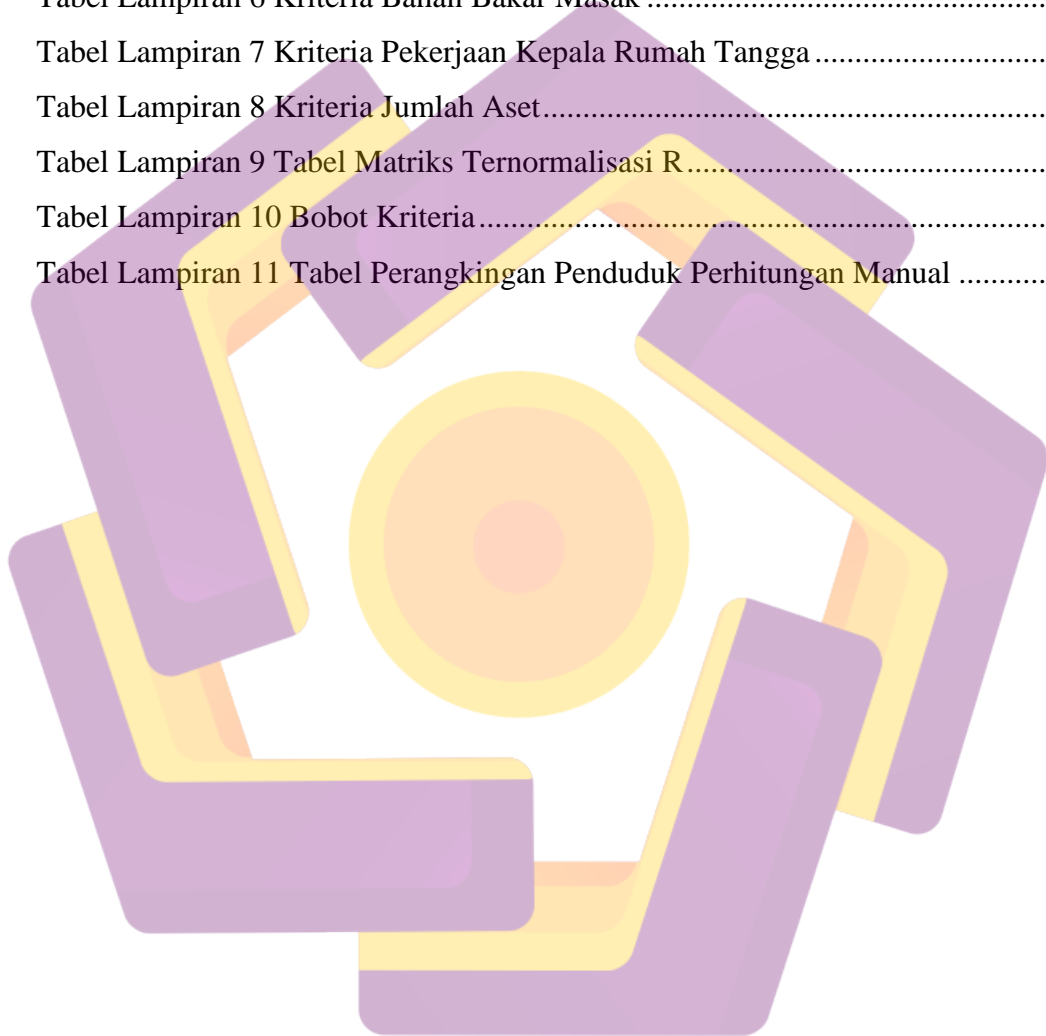 Tabel Lampiran 6 Kriteria Bahan Bakar Masak ..........................................
Tabel Lampiran 7 Kriteria Pekerjaan Kepala Rumah Tangga .........................
Tabel Lampiran 8 Kriteria Jumlah Aset.......................................................
Tabel Lampiran 9 Tabel Matriks Ternormalisasi R.......................................
Tabel Lampiran 10 Bobot Kriteria..............................................................
Tabel Lampiran 11 Tabel Perangkingan Penduduk Perhitungan Manual ...........